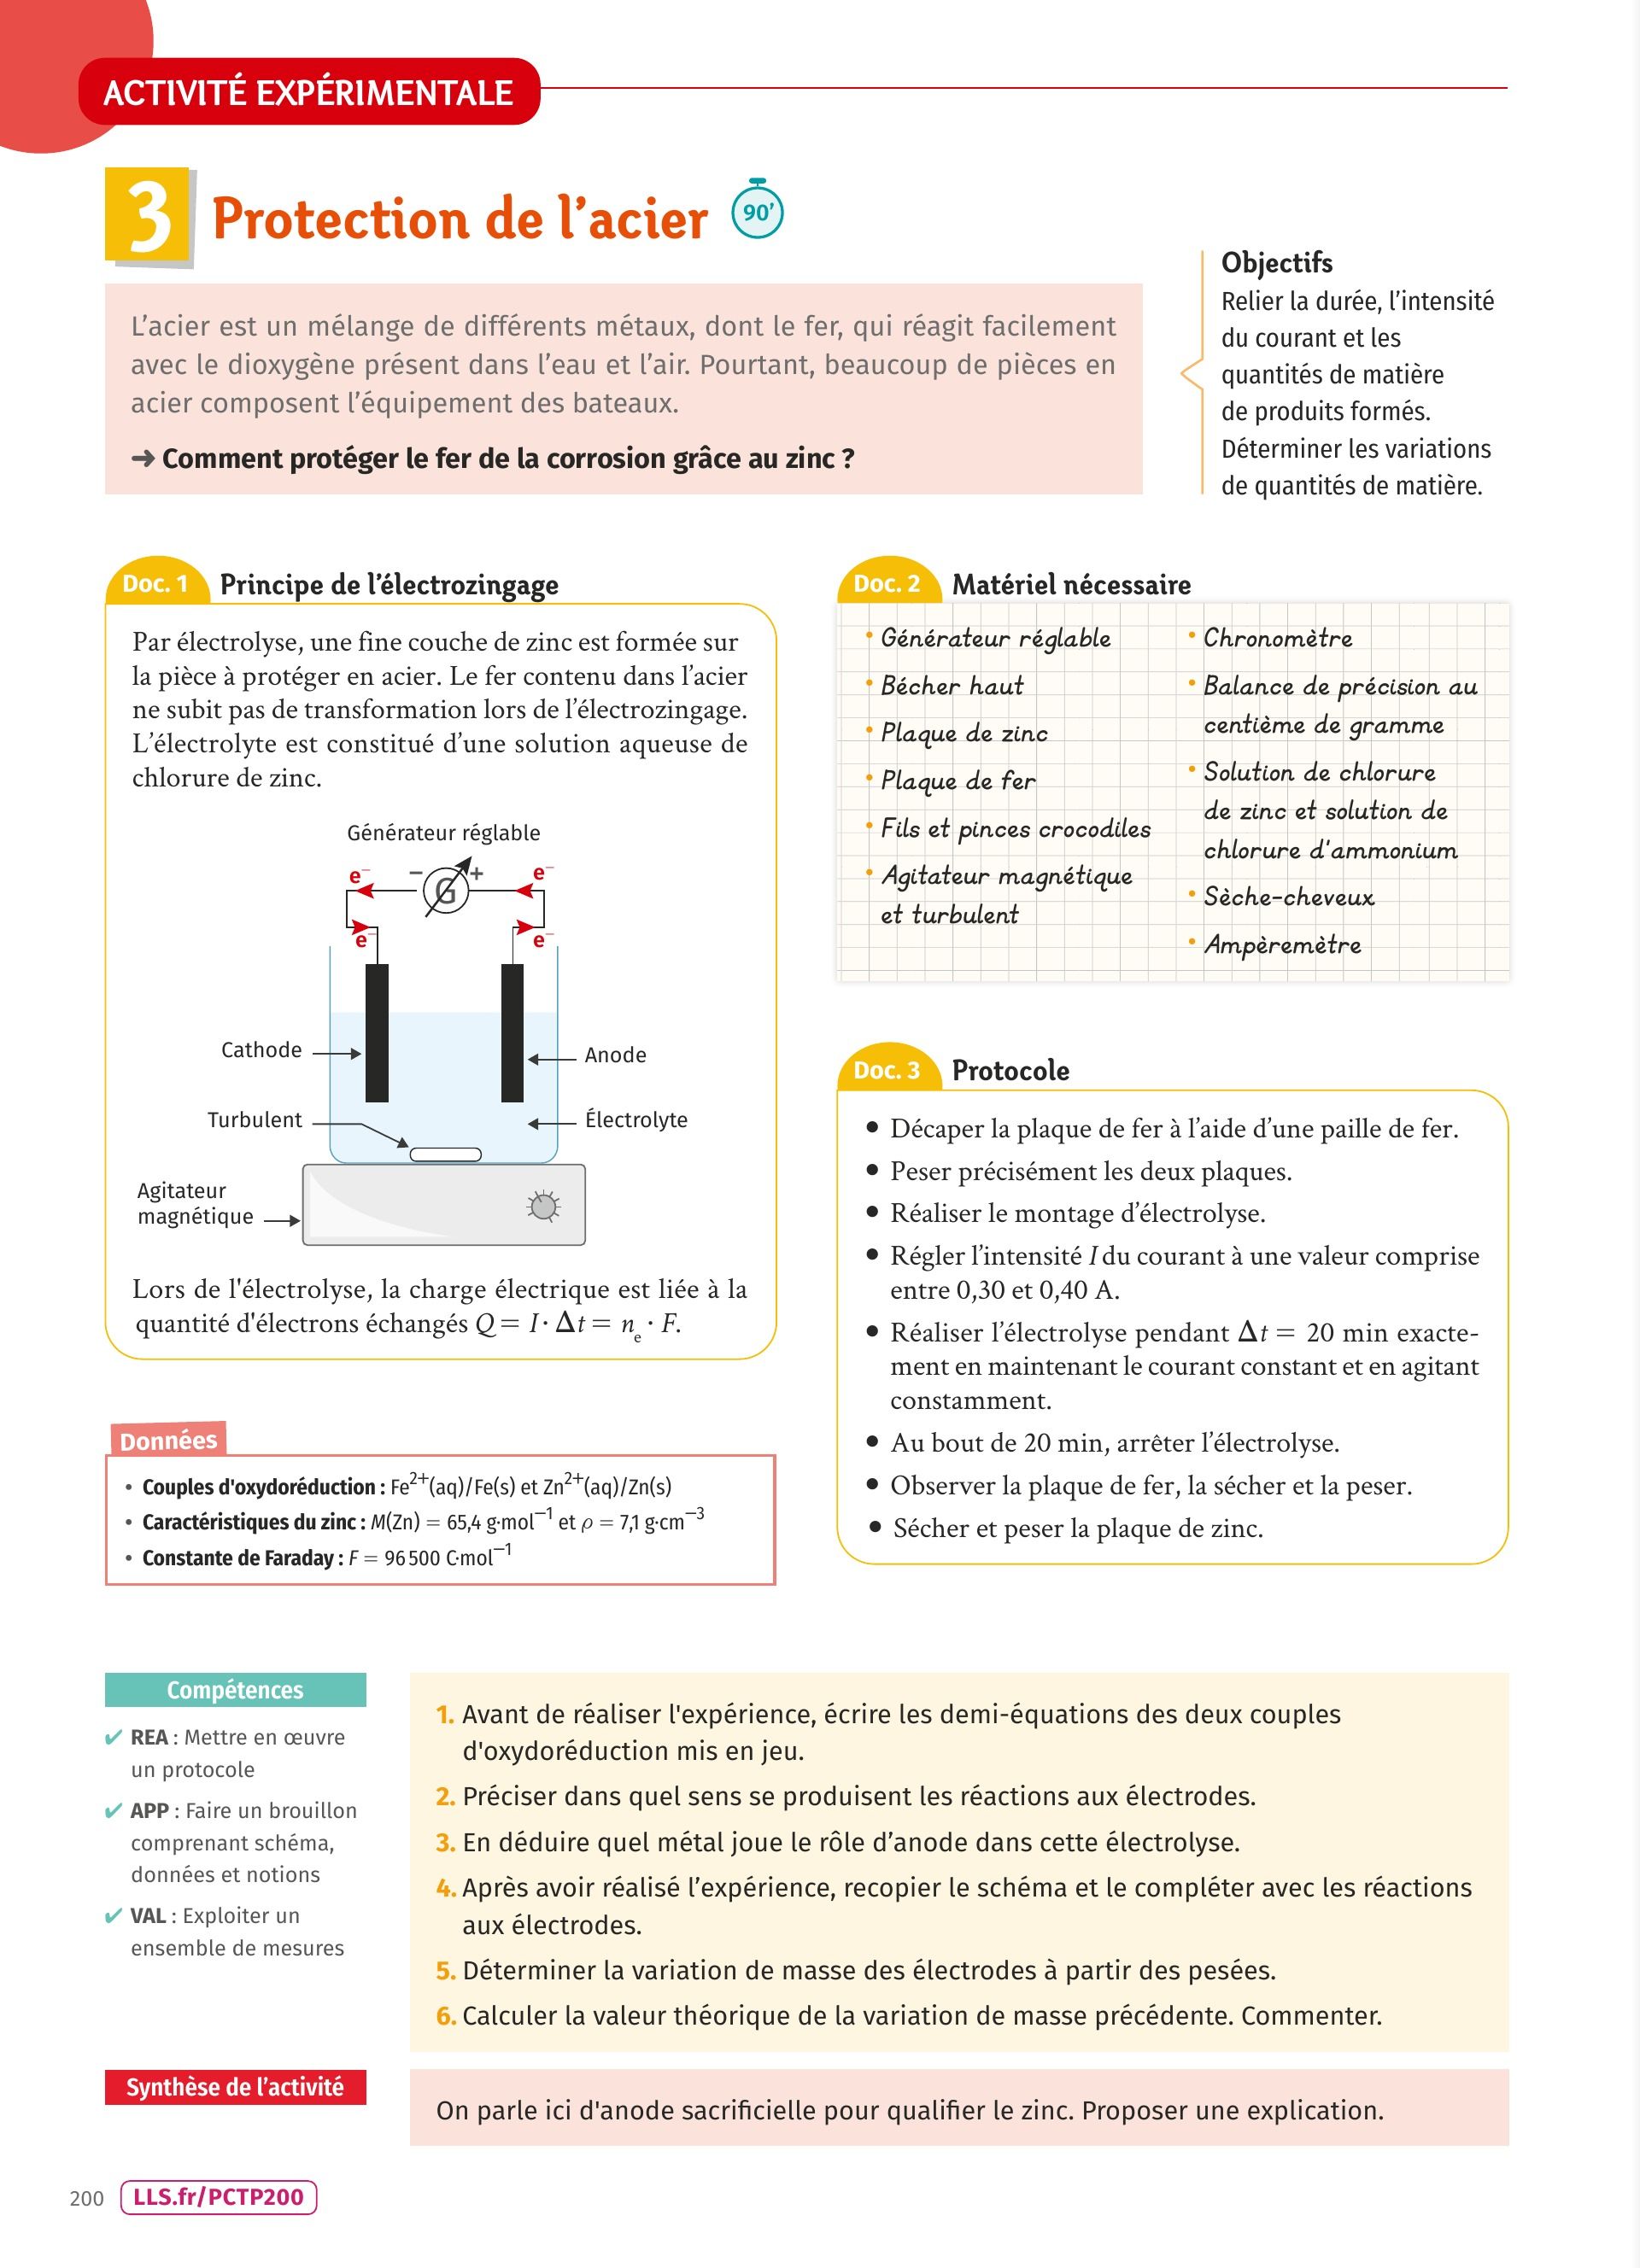 ACTIVITÉ EXPÉRIMENTALE
3 Protection de l’acier 90’
L’acier est un mélange de différents métaux, dont le fer, qui réagit facilement
avec le dioxygène présent dans l’eau et l’air. Pourtant, beaucoup de pièces en
acier composent l’équipement des bateaux.
➜ Comment protéger le fer de la corrosion grâce au zinc ?
Objectifs
Relier la durée, l’intensité
du courant et les
quantités de matière
de produits formés.
Déterminer les variations
de quantités de matière.
Doc. 1 Principe de l’électrozingage
Par électrolyse, une fine couche de zinc est formée sur
la pièce à protéger en acier. Le fer contenu dans l’acier
ne subit pas de transformation lors de l’électrozingage.
L’électrolyte est constitué d’une solution aqueuse de
chlorure de zinc.
Générateur réglable
e⁻ − G + e⁻
e⁻ e⁻
Cathode
Anode
Turbulent
Électrolyte
Agitateur
magnétique
Lors de l'électrolyse, la charge électrique est liée à la
quantité d'électrons échangés Q = I · Δt = nₑ · F.
Données
• Couples d'oxydoréduction : Fe²⁺(aq)/Fe(s) et Zn²⁺(aq)/Zn(s)
• Caractéristiques du zinc : M(Zn) = 65,4 g·mol⁻¹ et ρ = 7,1 g·cm⁻³
• Constante de Faraday : F = 96 500 C·mol⁻¹
Doc. 2 Matériel nécessaire
• Générateur réglable
• Bécher haut
• Plaque de zinc
• Plaque de fer
• Fils et pinces crocodiles
• Agitateur magnétique
et turbulent
• Chronomètre
• Balance de précision au
centième de gramme
• Solution de chlorure
de zinc et solution de
chlorure d'ammonium
• Sèche-cheveux
• Ampèremètre
Doc. 3 Protocole
• Décaper la plaque de fer à l’aide d’une paille de fer.
• Peser précisément les deux plaques.
• Réaliser le montage d’électrolyse.
• Régler l’intensité I du courant à une valeur comprise
entre 0,30 et 0,40 A.
• Réaliser l’électrolyse pendant Δt = 20 min exacte-
ment en maintenant le courant constant et en agitant
constamment.
• Au bout de 20 min, arrêter l’électrolyse.
• Observer la plaque de fer, la sécher et la peser.
• Sécher et peser la plaque de zinc.
Compétences
✔ REA : Mettre en œuvre
un protocole
✔ APP : Faire un brouillon
comprenant schéma,
données et notions
✔ VAL : Exploiter un
ensemble de mesures
1. Avant de réaliser l'expérience, écrire les demi-équations des deux couples
d'oxydoréduction mis en jeu.
2. Préciser dans quel sens se produisent les réactions aux électrodes.
3. En déduire quel métal joue le rôle d’anode dans cette électrolyse.
4. Après avoir réalisé l’expérience, recopier le schéma et le compléter avec les réactions
aux électrodes.
5. Déterminer la variation de masse des électrodes à partir des pesées.
6. Calculer la valeur théorique de la variation de masse précédente. Commenter.
Synthèse de l’activité
On parle ici d'anode sacrificielle pour qualifier le zinc. Proposer une explication.
200 LLS.fr/PCTP200